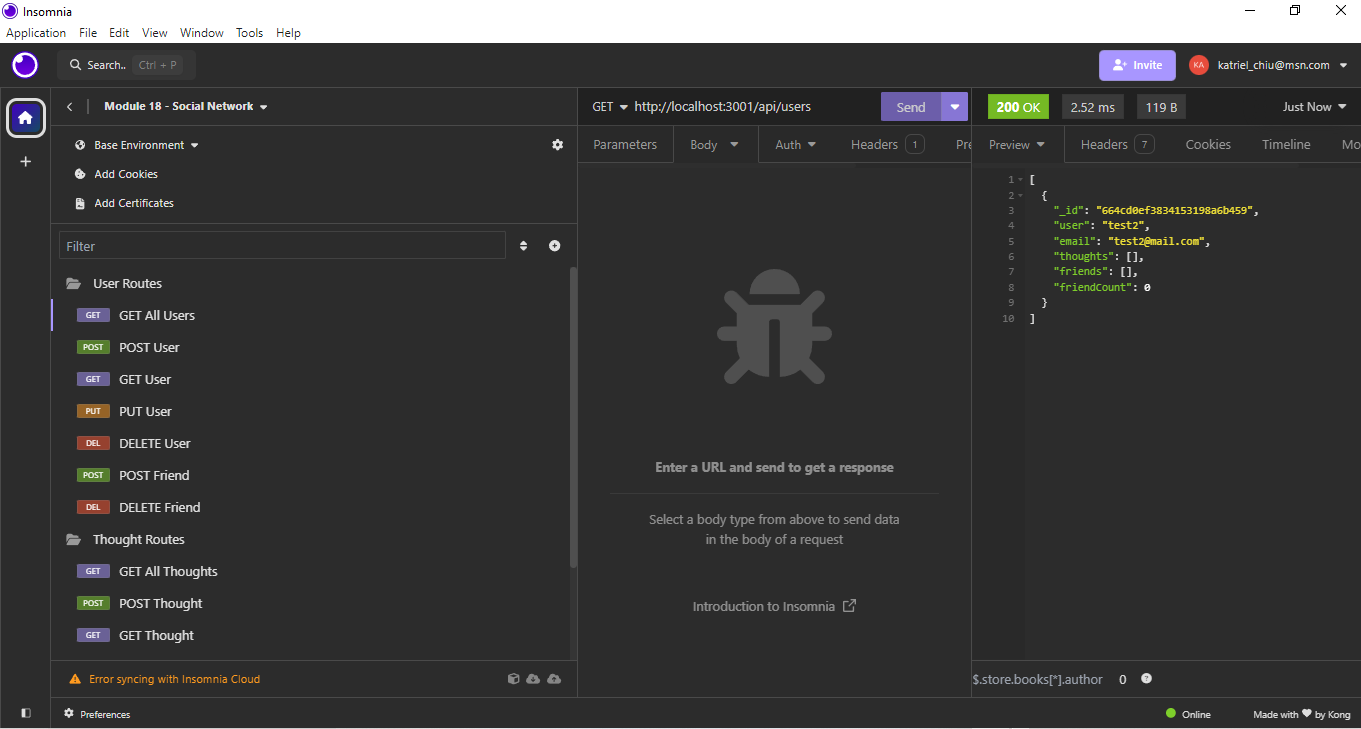 Insomnia
Application File Edit View Window Tools Help
Search.. Ctrl + P
Invite
KA katriel_chiu@msn.com
Module 18 - Social Network
Base Environment
Add Cookies
Add Certificates
Filter
User Routes
GET GET All Users
POST POST User
GET GET User
PUT PUT User
DEL DELETE User
POST POST Friend
DEL DELETE Friend
Thought Routes
GET GET All Thoughts
POST POST Thought
GET GET Thought
Error syncing with Insomnia Cloud
GET http://localhost:3001/api/users Send
Parameters Body Auth Headers 1 Pre
Enter a URL and send to get a response
Select a body type from above to send data
in the body of a request
Introduction to Insomnia
200 OK 2.52 ms 119 B Just Now
Preview Headers 7 Cookies Timeline Mo
1 [
2 {
3 "_id": "664cd0ef3834153198a6b459",
4 "user": "test2",
5 "email": "test2@mail.com",
6 "thoughts": [],
7 "friends": [],
8 "friendCount": 0
9 }
10 ]
$.store.books[*].author 0 ?
Preferences
Online Made with ♥ by Kong